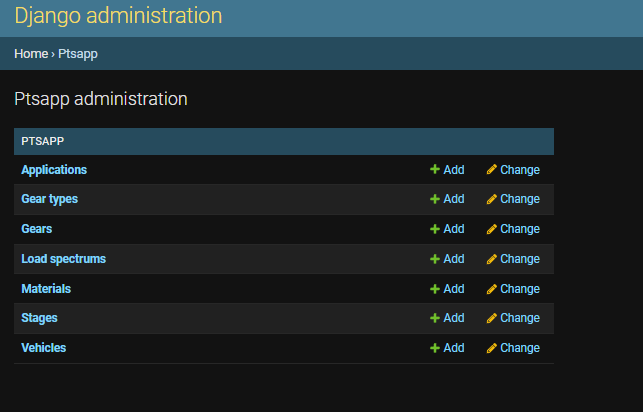 Django administration
Home › Ptsapp
Ptsapp administration
PTSAPP
Applications Add Change
Gear types Add Change
Gears Add Change
Load spectrums Add Change
Materials Add Change
Stages Add Change
Vehicles Add Change